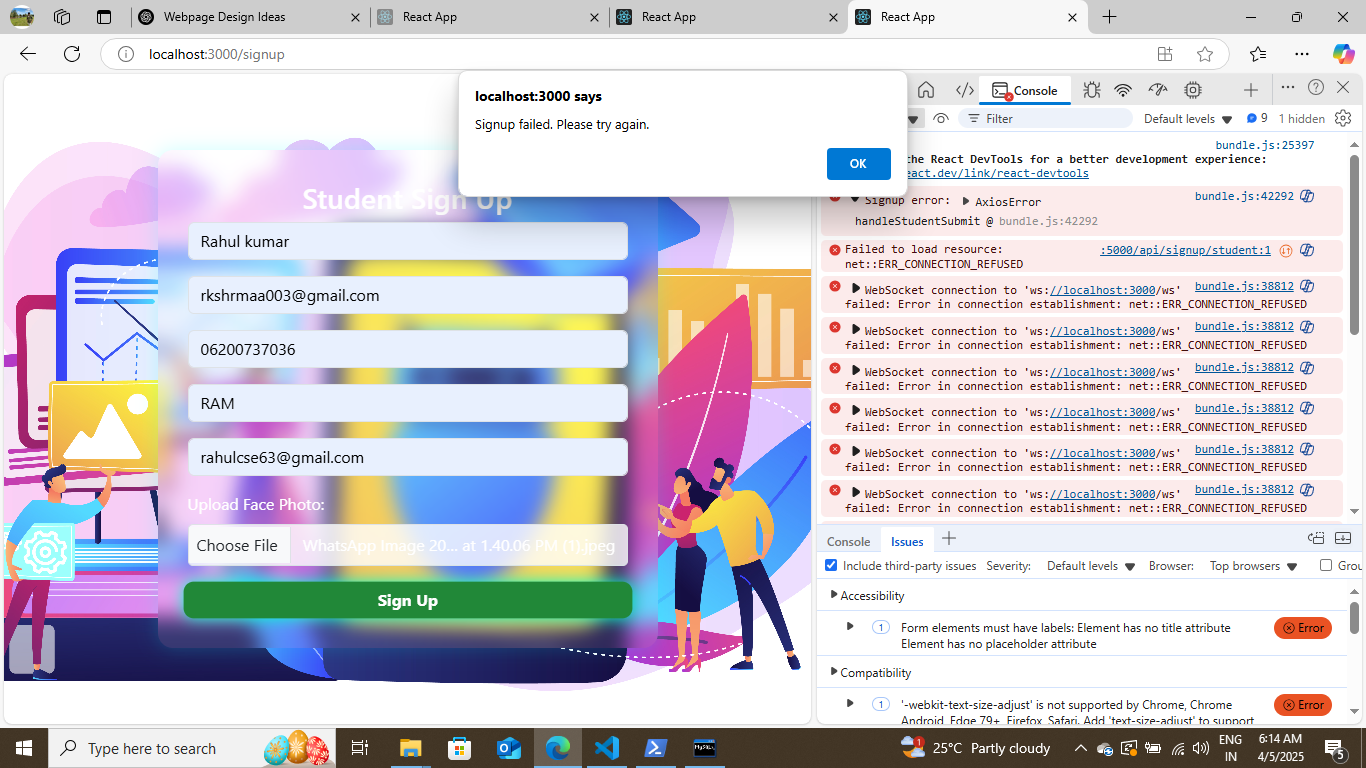 Webpage Design Ideas
React App
React App
React App
localhost:3000/signup
localhost:3000 says
Signup failed. Please try again.
OK
Student Sign Up
Rahul kumar
rkshrmaa003@gmail.com
06200737036
RAM
rahulcse63@gmail.com
Upload Face Photo:
Choose File WhatsApp Image 20... at 1.40.06 PM (1).jpeg
Sign Up
Console
Filter
Default levels
9
1 hidden
bundle.js:25397
the React DevTools for a better development experience:
react.dev/link/react-devtools
Signup error: AxiosError bundle.js:42292
handleStudentSubmit @ bundle.js:42292
Failed to load resource: :5000/api/signup/student:1
net::ERR_CONNECTION_REFUSED
WebSocket connection to 'ws://localhost:3000/ws' bundle.js:38812
failed: Error in connection establishment: net::ERR_CONNECTION_REFUSED
WebSocket connection to 'ws://localhost:3000/ws' bundle.js:38812
failed: Error in connection establishment: net::ERR_CONNECTION_REFUSED
WebSocket connection to 'ws://localhost:3000/ws' bundle.js:38812
failed: Error in connection establishment: net::ERR_CONNECTION_REFUSED
WebSocket connection to 'ws://localhost:3000/ws' bundle.js:38812
failed: Error in connection establishment: net::ERR_CONNECTION_REFUSED
WebSocket connection to 'ws://localhost:3000/ws' bundle.js:38812
failed: Error in connection establishment: net::ERR_CONNECTION_REFUSED
WebSocket connection to 'ws://localhost:3000/ws' bundle.js:38812
failed: Error in connection establishment: net::ERR_CONNECTION_REFUSED
Console
Issues
Include third-party issues Severity: Default levels Browser: Top browsers Grou
Accessibility
1 Form elements must have labels: Element has no title attribute
Element has no placeholder attribute
Error
Compatibility
1 '-webkit-text-size-adjust' is not supported by Chrome, Chrome
Android, Edge 79+, Firefox, Safari. Add 'text-size-adjust' to support
Error
Type here to search
MySQL
1
25°C Partly cloudy
ENG
IN
6:14 AM
4/5/2025
5